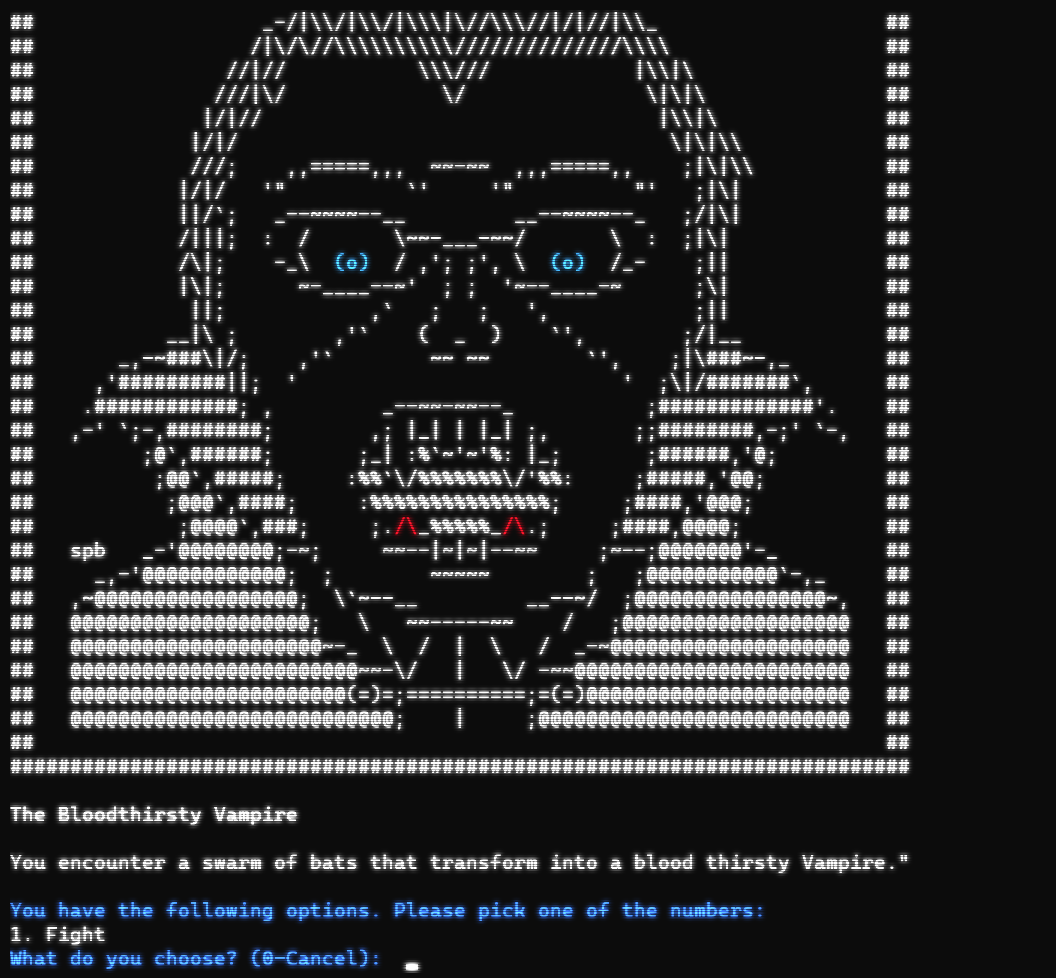 spb
The Bloodthirsty Vampire
You encounter a swarm of bats that transform into a blood thirsty Vampire."
You have the following options. Please pick one of the numbers:
1. Fight
What do you choose? (0-Cancel):